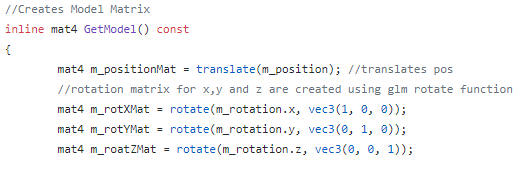 //Creates Model Matrix
inline mat4 GetModel() const
{
mat4 m_positionMat = translate(m_position); //translates pos
//rotation matrix for x,y and z are created using glm rotate function
mat4 m_rotXMat = rotate(m_rotation.x, vec3(1, 0, 0));
mat4 m_rotYMat = rotate(m_rotation.y, vec3(0, 1, 0));
mat4 m_roatZMat = rotate(m_rotation.z, vec3(0, 0, 1));